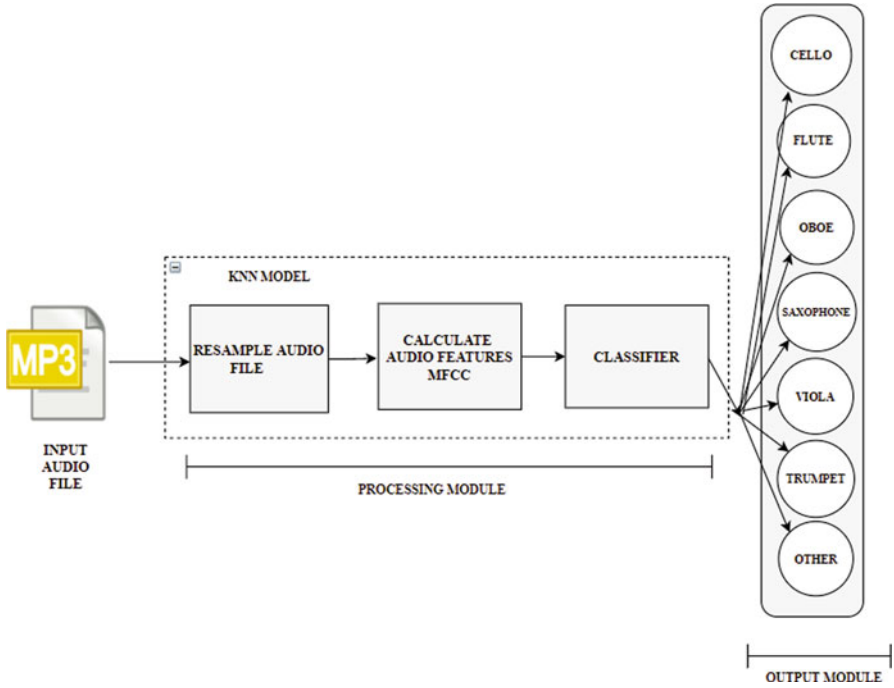 CELLO
FLUTE
OBOE
SAXOPHONE
VIOLA
TRUMPET
OTHER
KNN MODEL
RESAMPLE AUDIO
FILE
CALCULATE
AUDIO FEATURES
MFCC
CLASSIFIER
MP3
INPUT
AUDIO
FILE
PROCESSING MODULE
OUTPUT MODULE